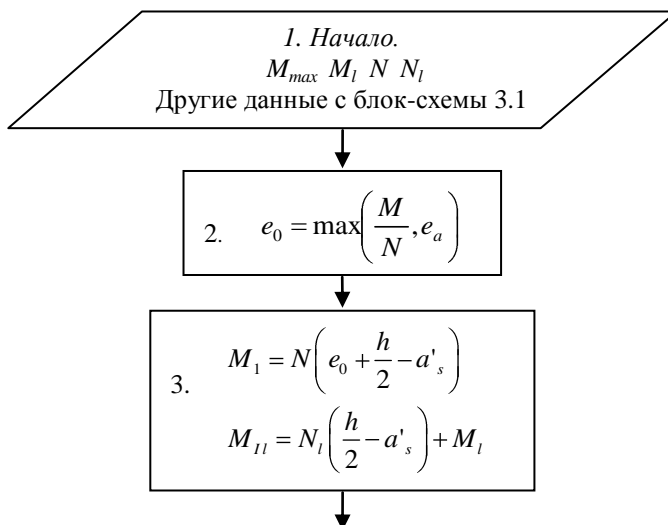 1. Начало.
M_max M_l N N_l
Другие данные с блок-схемы 3.1
2. e_0 = max(M/N, e_a)
3. M_1 = N(e_0 + h/2 − a'_s)
M_Il = N_l(h/2 − a'_s) + M_l